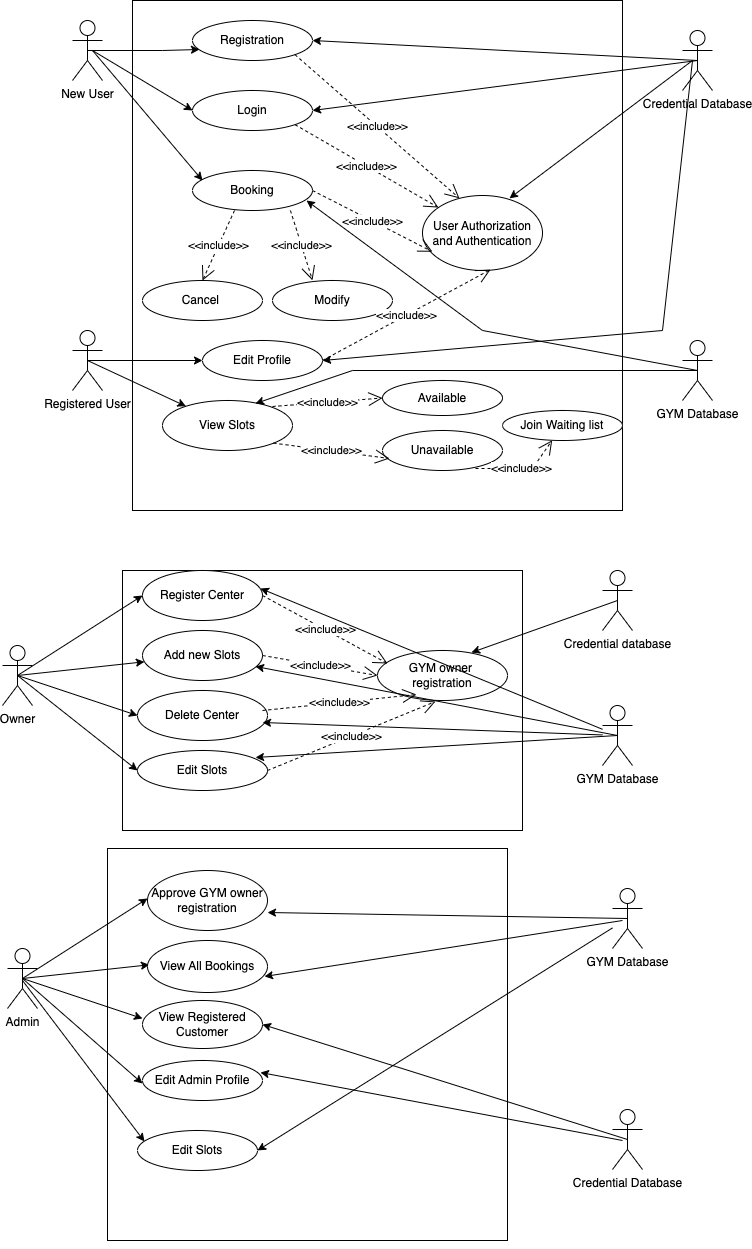 Registration
New User
Credential Database
Login
<<include>>
<<include>>
Booking
<<include>>
User Authorization
and Authentication
<<include>>
<<include>>
Cancel
Modify
<<include>>
Edit Profile
Registered User
GYM Database
Available
<<include>>
View Slots
Join Waiting list
<<include>>
Unavailable
<<include>>
Register Center
<<include>>
Credential database
Add new Slots
<<include>>
GYM owner
registration
Owner
Delete Center
<<include>>
<<include>>
Edit Slots
GYM Database
Approve GYM owner
registration
View All Bookings
GYM Database
Admin
View Registered
Customer
Edit Admin Profile
Edit Slots
Credential Database